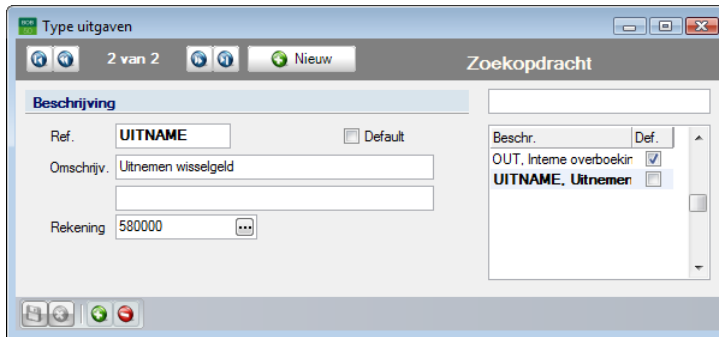 Type uitgaven
2 van 2
Nieuw
Zoekopdracht
Beschrijving
Ref.
UITNAME
Default
Omschrijv.
Uitnemen wisselgeld
Rekening
580000
...
Beschr.
Def.
OUT, Interne overboekin
UITNAME, Uitnemen